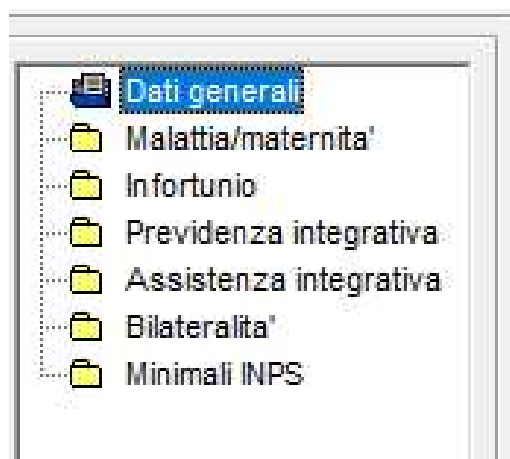 Dati generali
Malattia/maternita'
Infortunio
Previdenza integrativa
Assistenza integrativa
Bilateralita'
Minimali INPS